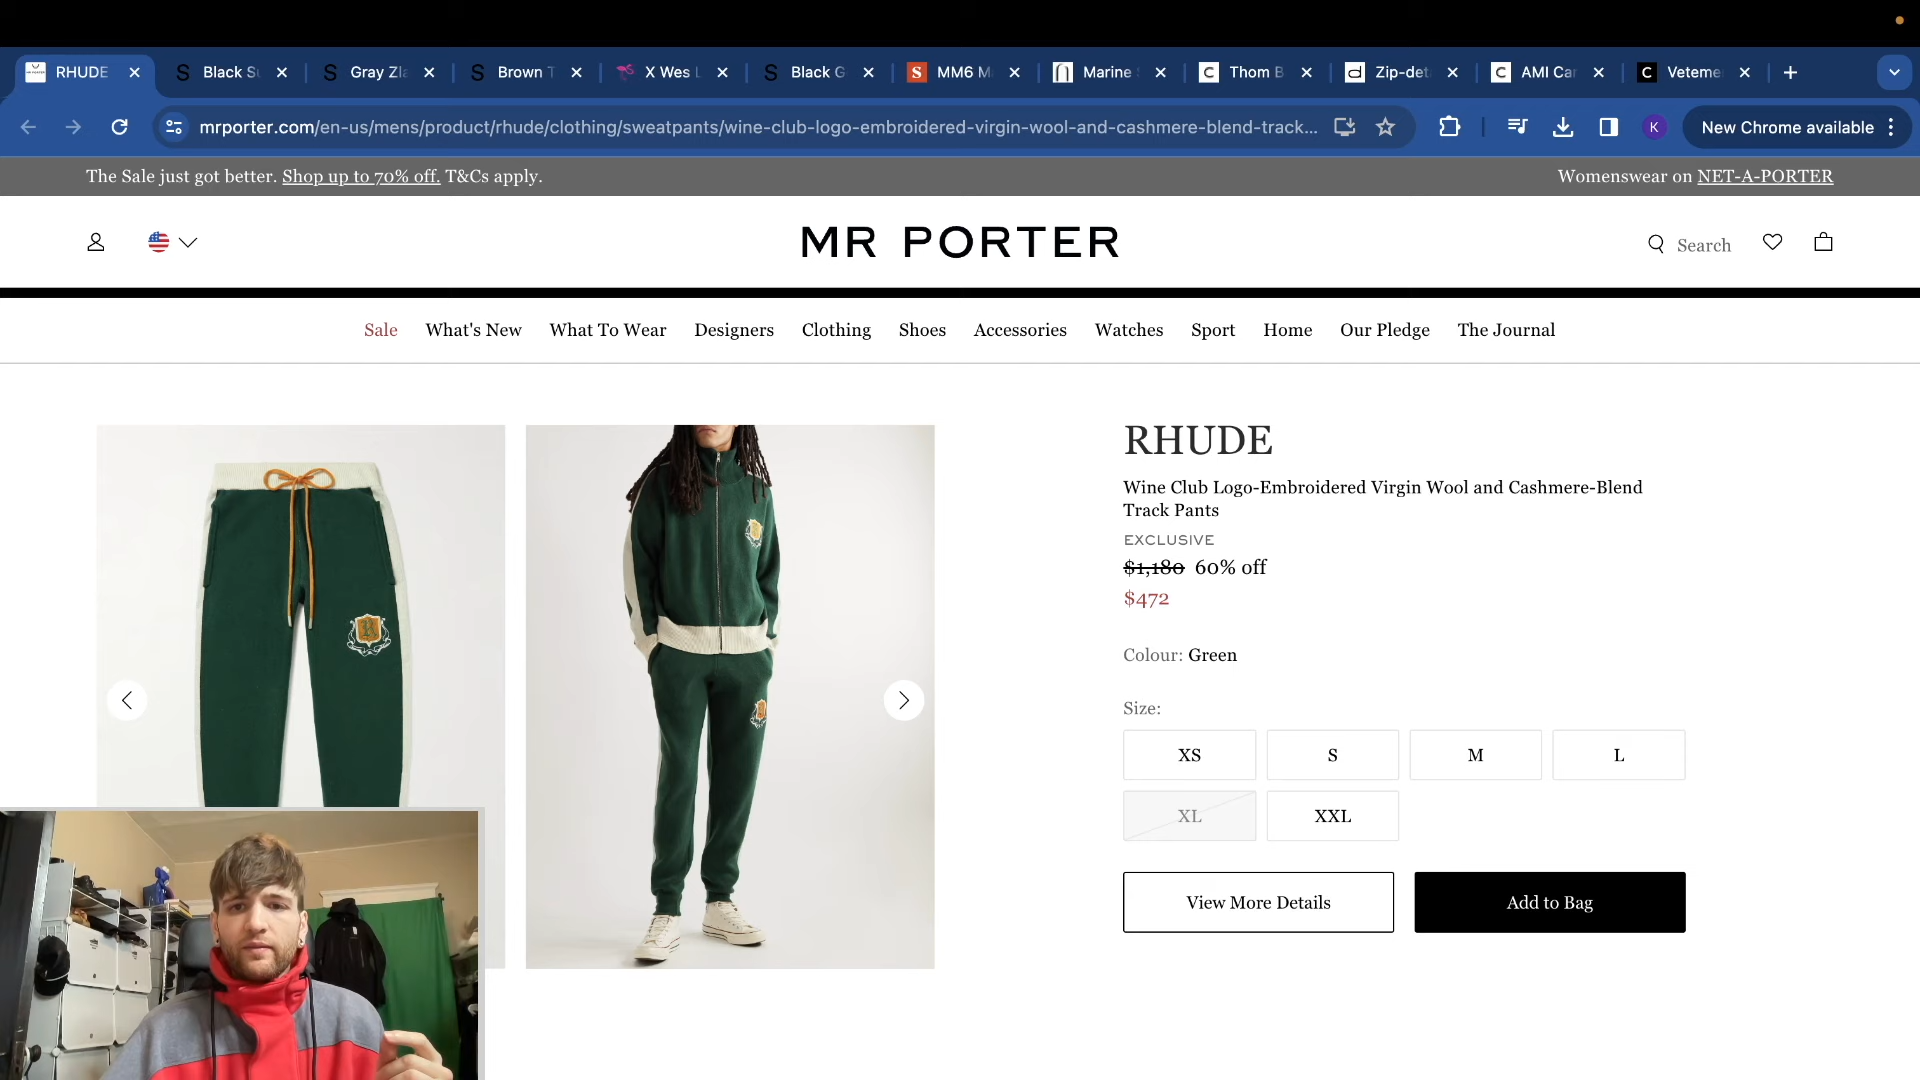 RHUDE
Black S
Gray Zla
Brown T
X Wes L
Black G
MM6 M
Marine
Thom B
Zip-det
AMI Car
Veteme
mrporter.com/en-us/mens/product/rhude/clothing/sweatpants/wine-club-logo-embroidered-virgin-wool-and-cashmere-blend-track...
K
New Chrome available
The Sale just got better. Shop up to 70% off. T&Cs apply.
Womenswear on NET-A-PORTER
MR PORTER
Search
Sale What's New What To Wear Designers Clothing Shoes Accessories Watches Sport Home Our Pledge The Journal
RHUDE
Wine Club Logo-Embroidered Virgin Wool and Cashmere-Blend
Track Pants
EXCLUSIVE
$1,180 60% off
$472
Colour: Green
Size:
XS S M L
XL XXL
View More Details
Add to Bag